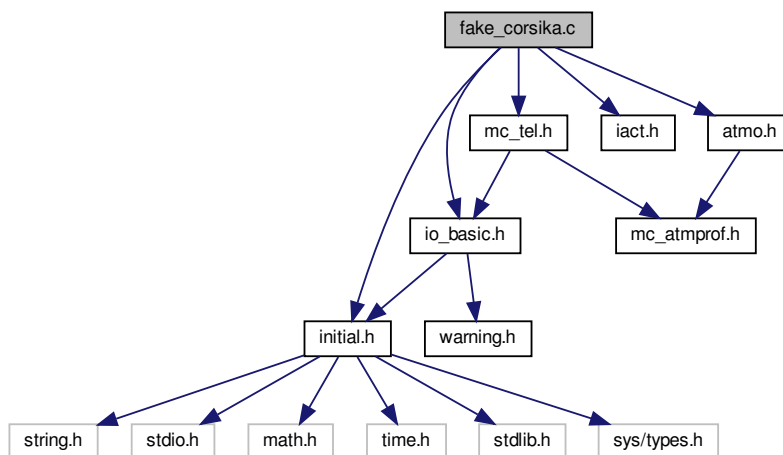 fake_corsika.c
mc_tel.h
iact.h
atmo.h
io_basic.h
mc_atmprof.h
initial.h
warning.h
string.h
stdio.h
math.h
time.h
stdlib.h
sys/types.h